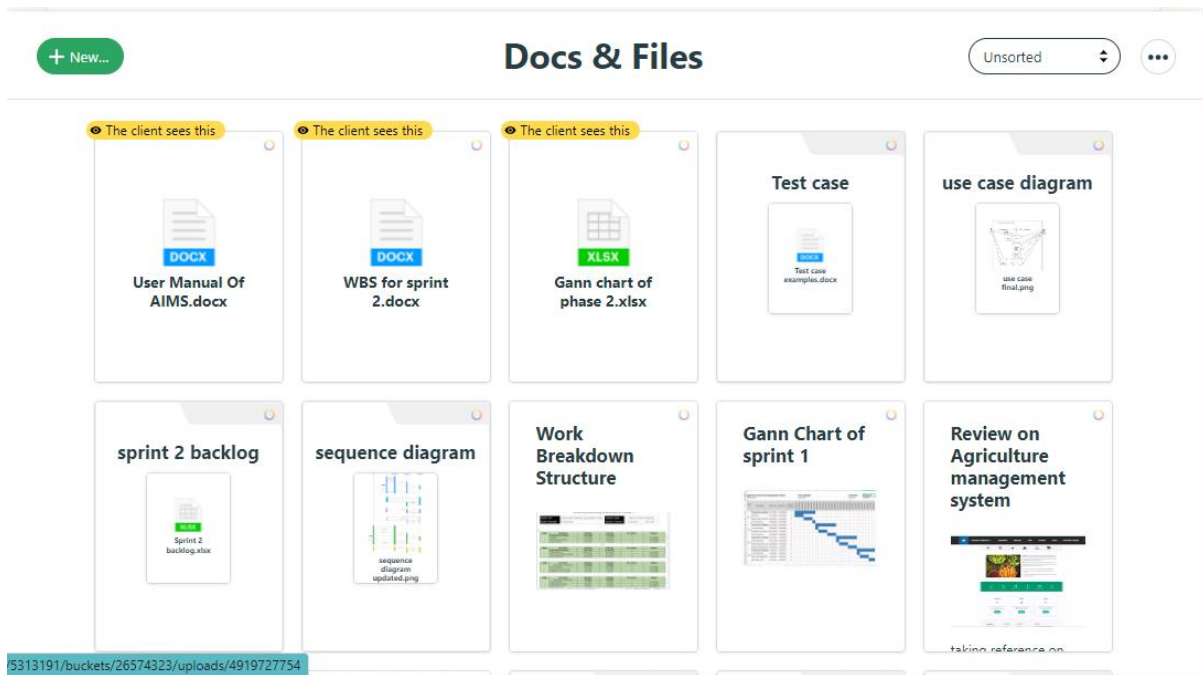 + New...
Docs & Files
Unsorted
The client sees this
The client sees this
The client sees this
DOCX
User Manual Of
AIMS.docx
DOCX
WBS for sprint
2.docx
XLSX
Gann chart of
phase 2.xlsx
Test case
DOCX
Test case
examples.docx
use case diagram
use case
final.png
sprint 2 backlog
XLSX
Sprint 2
backlog.xlsx
sequence diagram
sequence
diagram
updated.png
Work
Breakdown
Structure
Gann Chart of
sprint 1
Review on
Agriculture
management
system
taking reference on
/5313191/buckets/26574323/uploads/4919727754